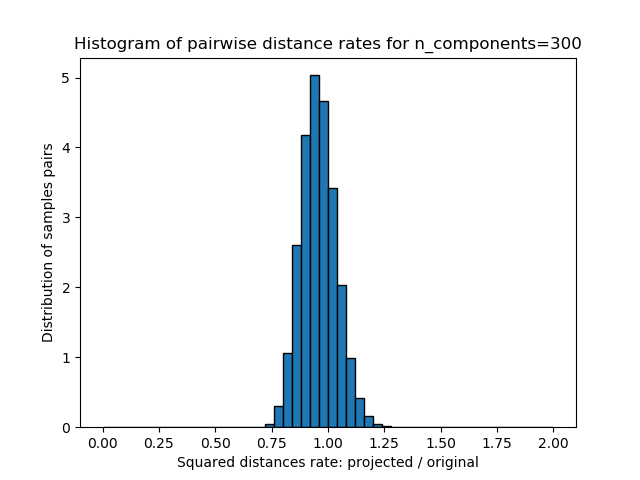 Histogram of pairwise distance rates for n_components=300
Distribution of samples pairs
5
4
3
2
1
0
0.00 0.25 0.50 0.75 1.00 1.25 1.50 1.75 2.00
Squared distances rate: projected / original